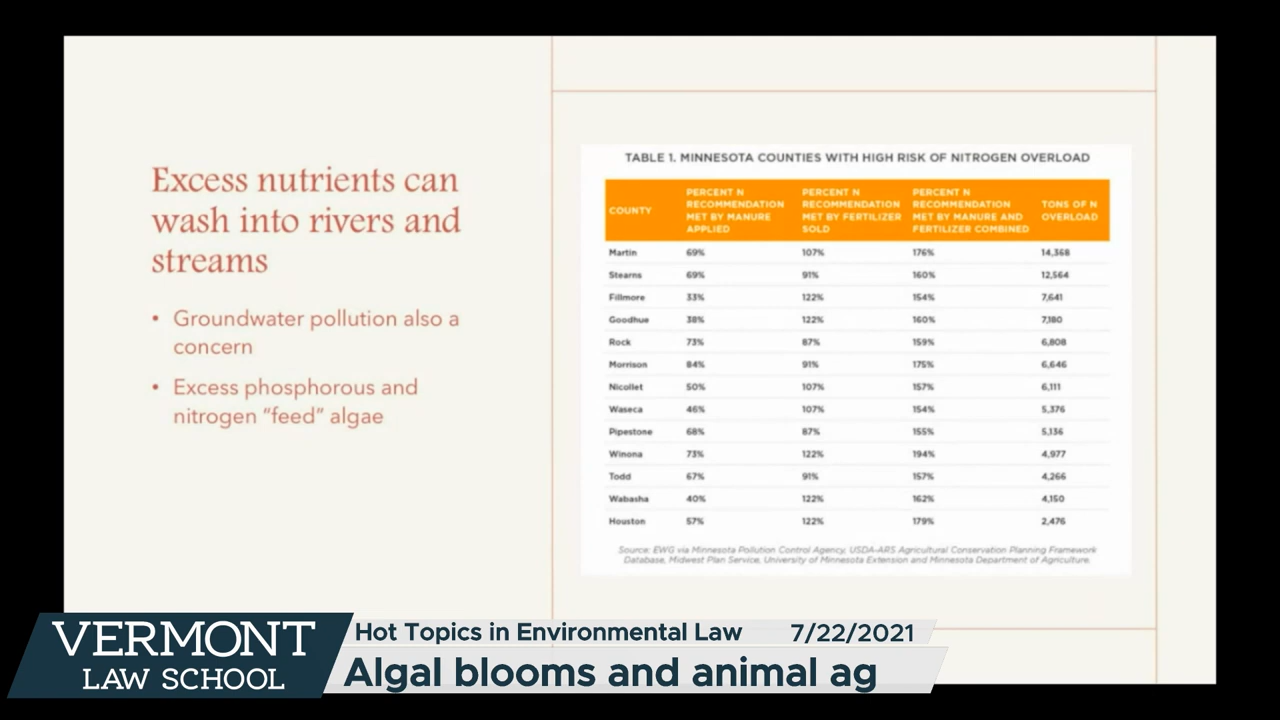 Excess nutrients can
wash into rivers and
streams
• Groundwater pollution also a
concern
• Excess phosphorous and
nitrogen "feed" algae
TABLE 1. MINNESOTA COUNTIES WITH HIGH RISK OF NITROGEN OVERLOAD
COUNTY PERCENT N RECOMMENDATION MET BY MANURE APPLIED PERCENT N RECOMMENDATION MET BY FERTILIZER SOLD PERCENT N RECOMMENDATION MET BY MANURE AND FERTILIZER COMBINED TONS OF N OVERLOAD
Martin 69% 107% 176% 14,368
Stearns 69% 91% 160% 12,564
Fillmore 33% 122% 154% 7,641
Goodhue 38% 122% 160% 7,180
Rock 73% 87% 159% 6,808
Morrison 84% 91% 175% 6,646
Nicollet 50% 107% 157% 6,111
Waseca 46% 107% 154% 5,376
Pipestone 68% 87% 155% 5,136
Winona 73% 122% 194% 4,977
Todd 67% 91% 157% 4,266
Wabasha 40% 122% 162% 4,150
Houston 57% 122% 179% 2,476
Source: EWG via Minnesota Pollution Control Agency, USDA-ARS Agricultural Conservation Planning Framework
Database, Midwest Plan Service, University of Minnesota Extension and Minnesota Department of Agriculture.
VERMONT
LAW SCHOOL
Hot Topics in Environmental Law 7/22/2021
Algal blooms and animal ag